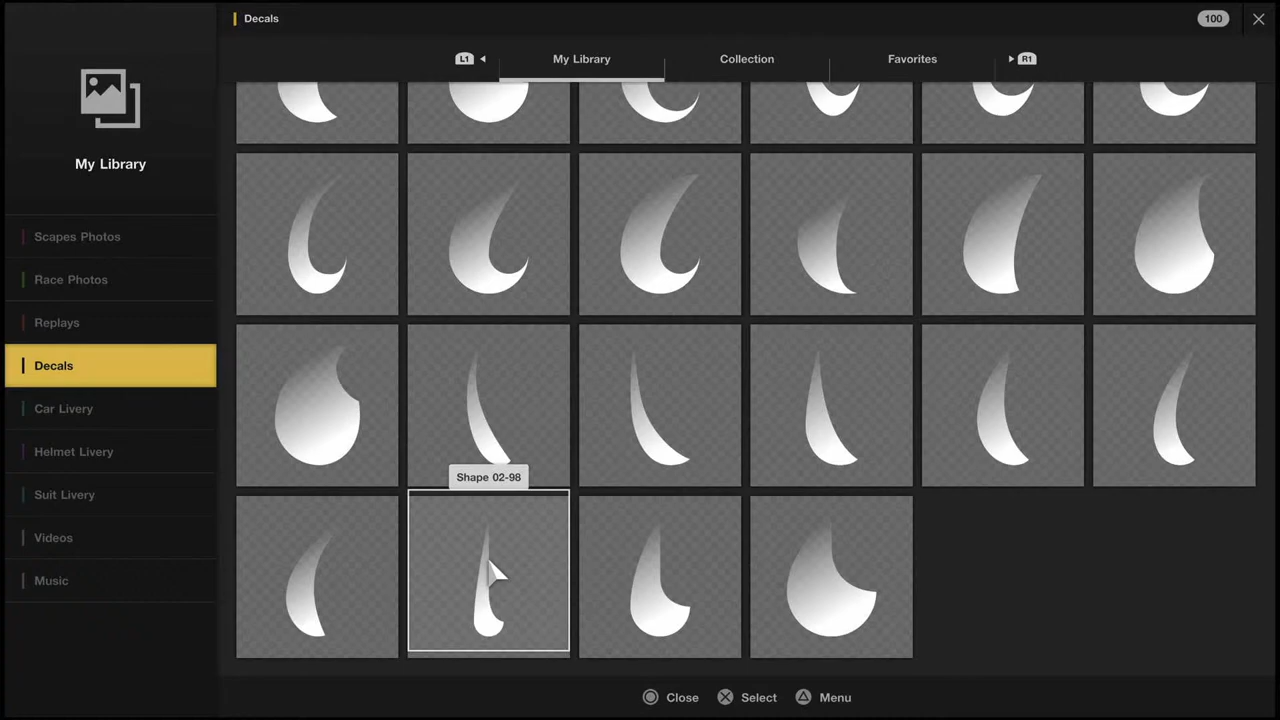 Decals
100
L1
My Library
Collection
Favorites
R1
My Library
Scapes Photos
Race Photos
Replays
Decals
Car Livery
Helmet Livery
Suit Livery
Videos
Music
Shape 02-98
Close
Select
Menu